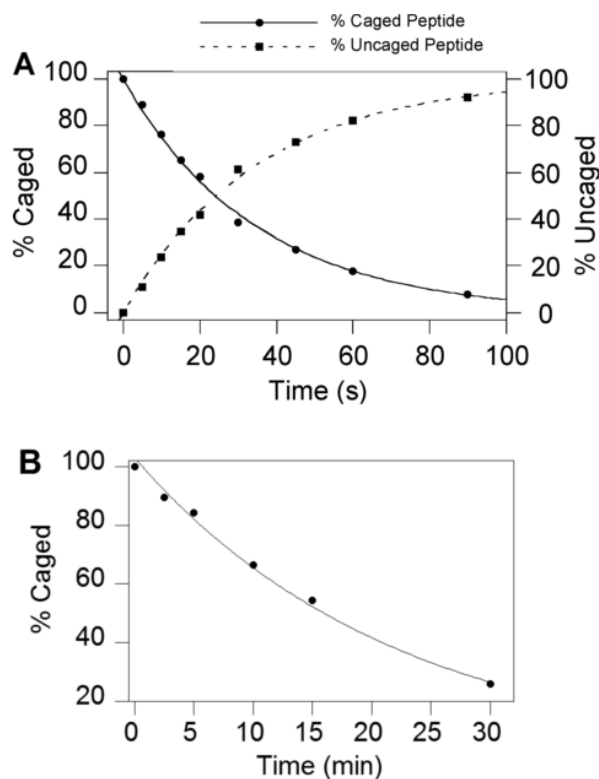 % Caged Peptide
% Uncaged Peptide
A
100
80
60
40
20
0
% Caged
100
80
60
40
20
0
% Uncaged
0 20 40 60 80 100
Time (s)
B
100
80
60
40
20
% Caged
0 5 10 15 20 25 30
Time (min)